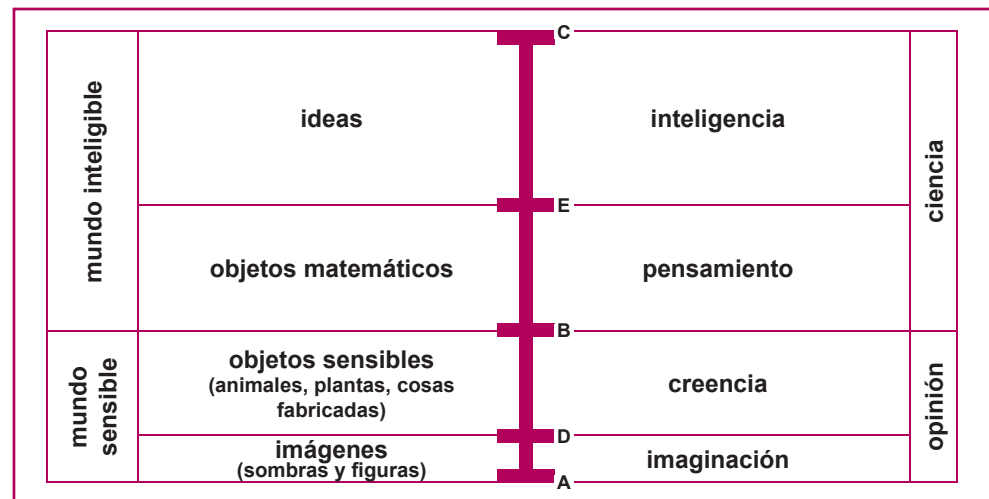 C
mundo inteligible
ideas
inteligencia
ciencia
E
objetos matemáticos
pensamiento
B
mundo
sensible
objetos sensibles
(animales, plantas, cosas
fabricadas)
creencia
opinión
D
imágenes
(sombras y figuras)
imaginación
A